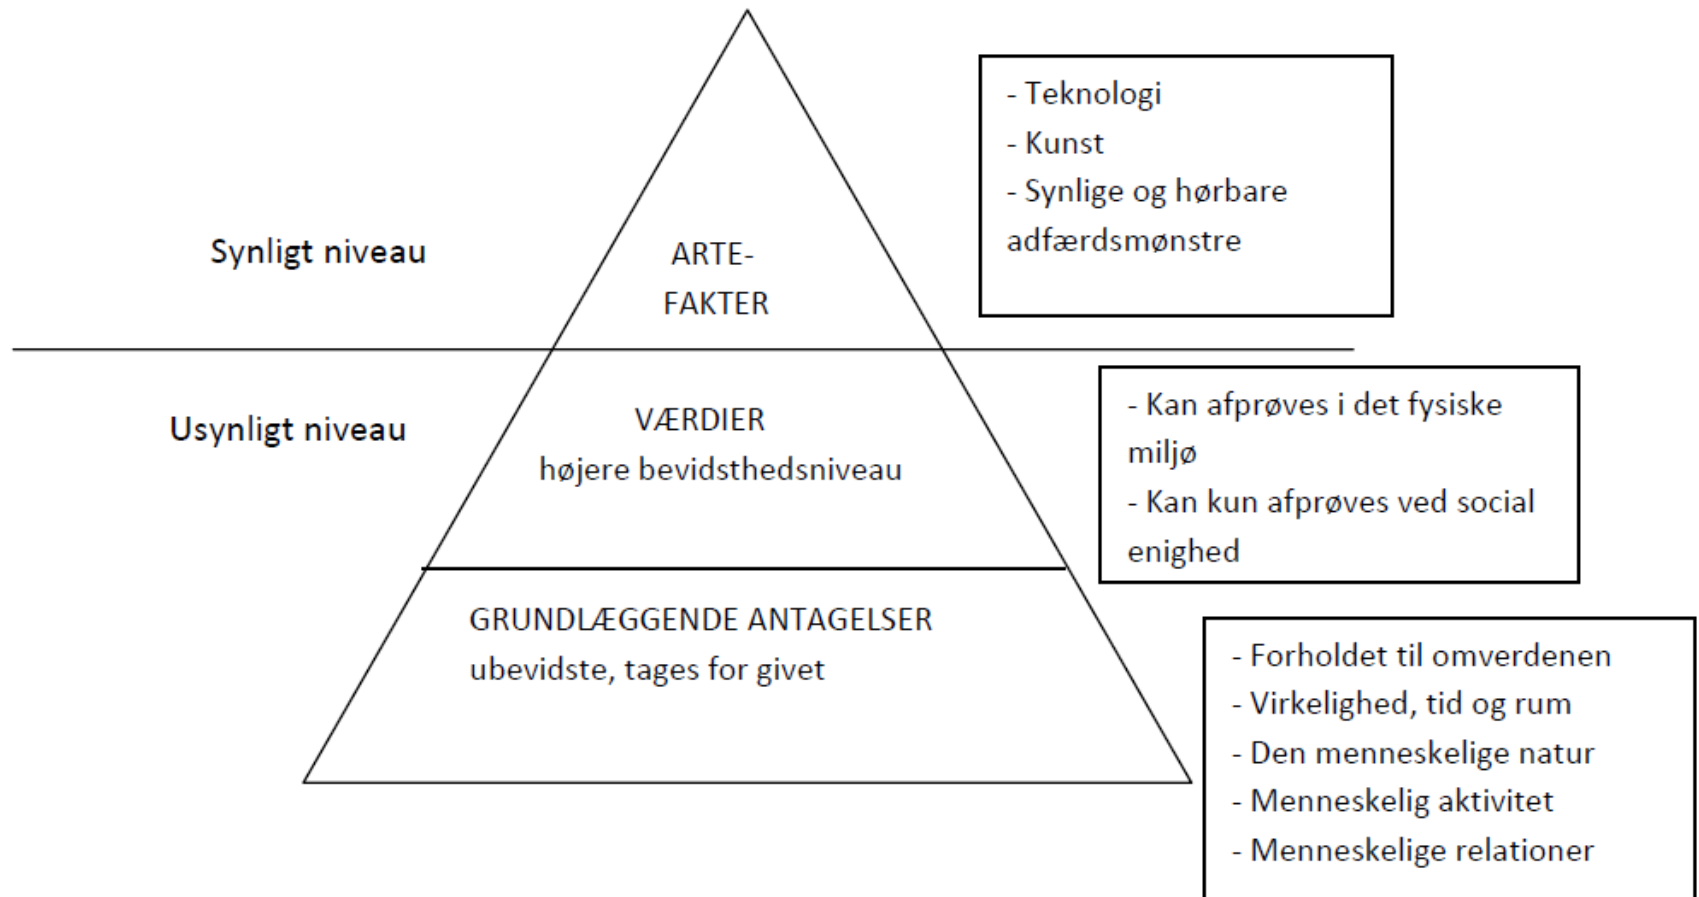 - Teknologi
- Kunst
- Synlige og hørbare
adfærdsmønstre
Synligt niveau
ARTE-
FAKTER
Usynligt niveau
VÆRDIER
højere bevidsthedsniveau
- Kan afprøves i det fysiske
miljø
- Kan kun afprøves ved social
enighed
GRUNDLÆGGENDE ANTAGELSER
ubevidste, tages for givet
- Forholdet til omverdenen
- Virkelighed, tid og rum
- Den menneskelige natur
- Menneskelig aktivitet
- Menneskelige relationer